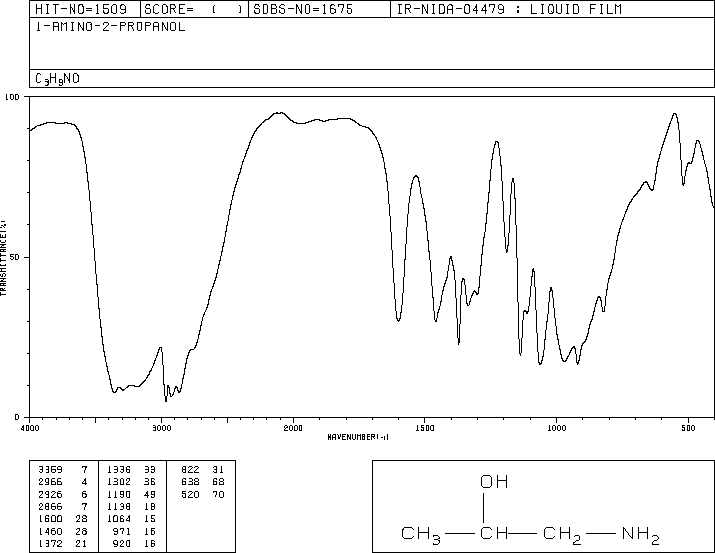 HIT-NO=1509 SCORE= ( ) SDBS-NO=1675 IR-NIDA-04479 : LIQUID FILM
1-AMINO-2-PROPANOL
C3H9NO
100
50
0
TRANSMITTANCE(%)
4000 3000 2000 1500 1000 500
WAVENUMBER(-1)
3369 7 1336 33 822 31
2966 4 1302 36 638 68
2926 6 1190 49 520 70
2866 7 1138 18
1600 28 1064 15
1460 28 971 16
1372 21 920 16
OH
CH3 — CH — CH2 — NH2